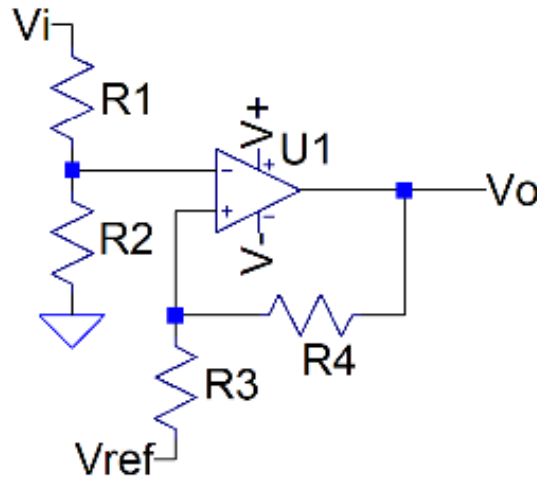 Vi
R1
V+
U1
-
+
+
-
R2
V-
Vo
R4
R3
Vref